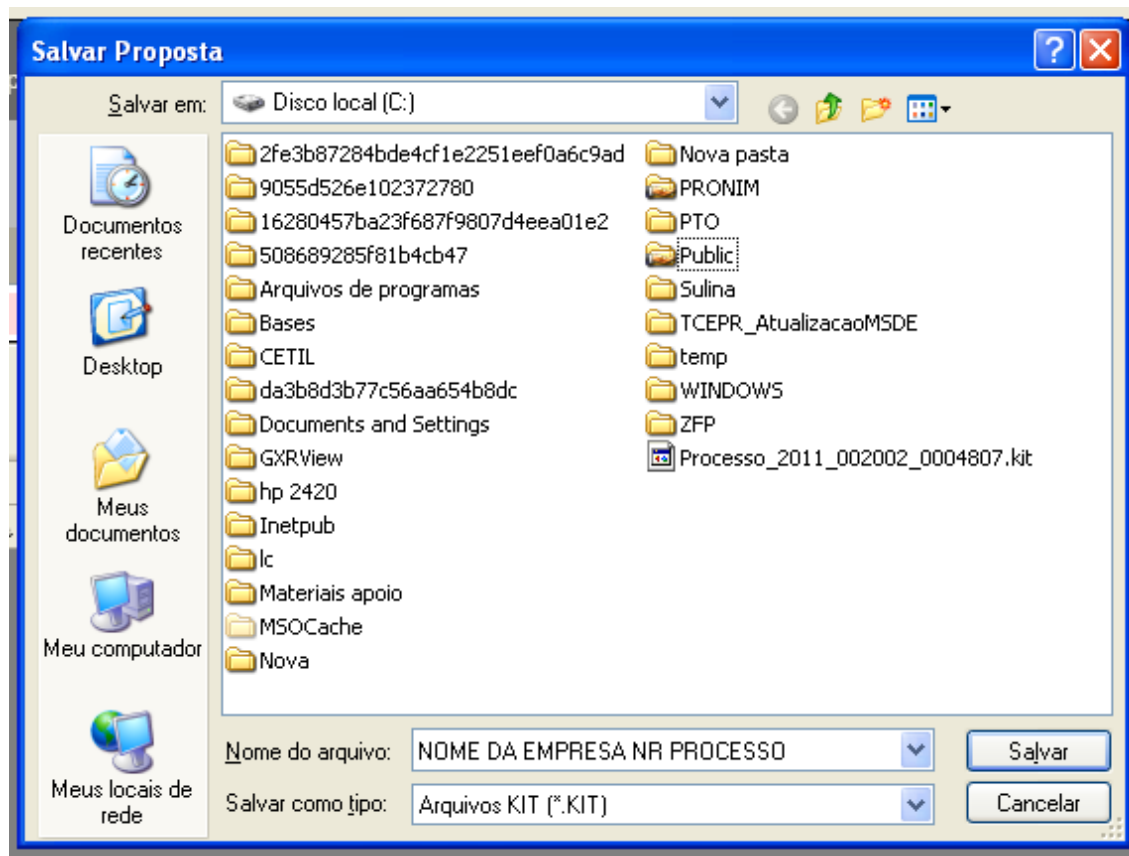 Salvar Proposta
Salvar em:
Disco local (C:)
Documentos
recentes
Desktop
Meus
documentos
Meu computador
Meus locais de
rede
2fe3b87284bde4cf1e2251eef0a6c9ad
9055d526e102372780
16280457ba23f687f9807d4eea01e2
508689285f81b4cb47
Arquivos de programas
Bases
CETIL
da3b8d3b77c56aa654b8dc
Documents and Settings
GXRView
hp 2420
Inetpub
lc
Materiais apoio
MSOCache
Nova
Nova pasta
PRONIM
PTO
Public
Sulina
TCEPR_AtualizacaoMSDE
temp
WINDOWS
ZFP
Processo_2011_002002_0004807.kit
Nome do arquivo:
NOME DA EMPRESA NR PROCESSO
Salvar
Salvar como tipo:
Arquivos KIT (*.KIT)
Cancelar